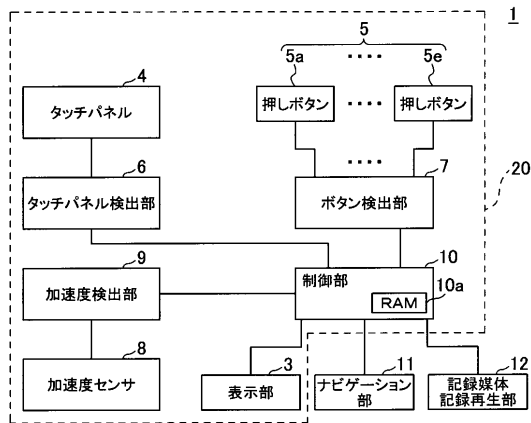 1
5
5a
5e
4
押しボタン
押しボタン
タッチパネル
6
7
20
タッチパネル検出部
ボタン検出部
9
10
加速度検出部
制御部
10a
RAM
8
3
11
12
加速度センサ
表示部
ナビゲーション
部
記録媒体
記録再生部